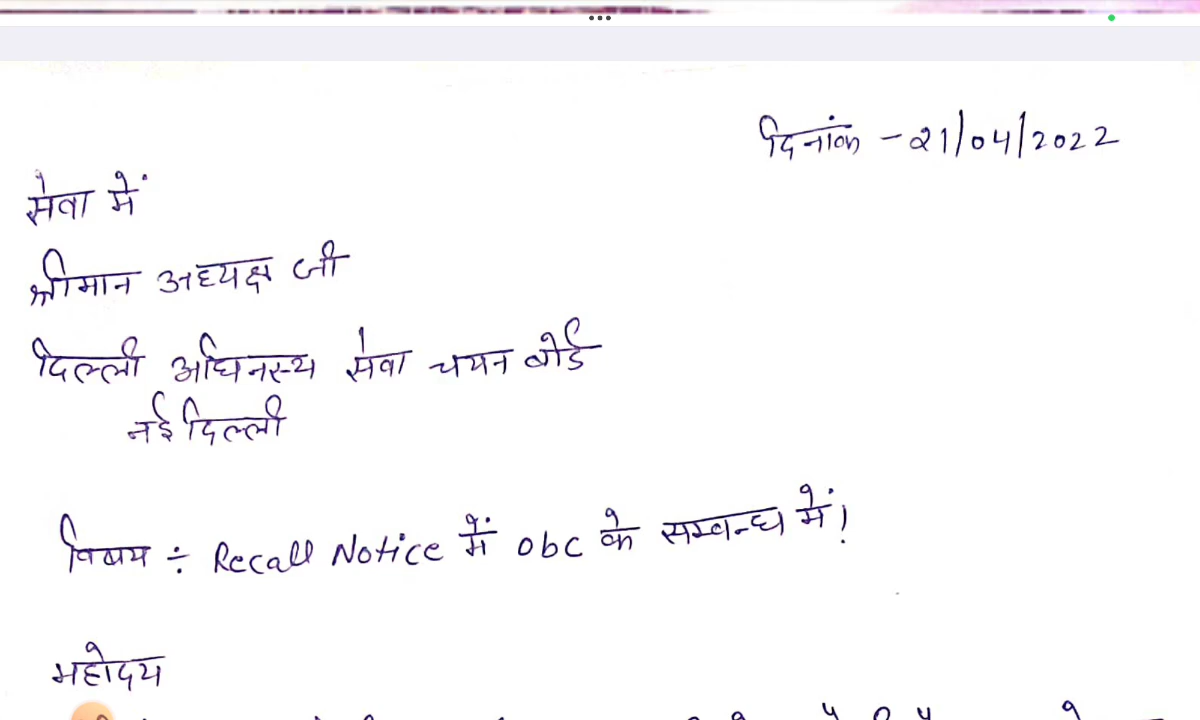 दिनांक - 21/04/2022
सेवा में
श्रीमान अध्यक्ष जी
दिल्ली अधिनस्थ सेवा चयन बोर्ड
नई दिल्ली
विषय ÷ Recall Notice में obc के सम्बन्ध में!
महोदय